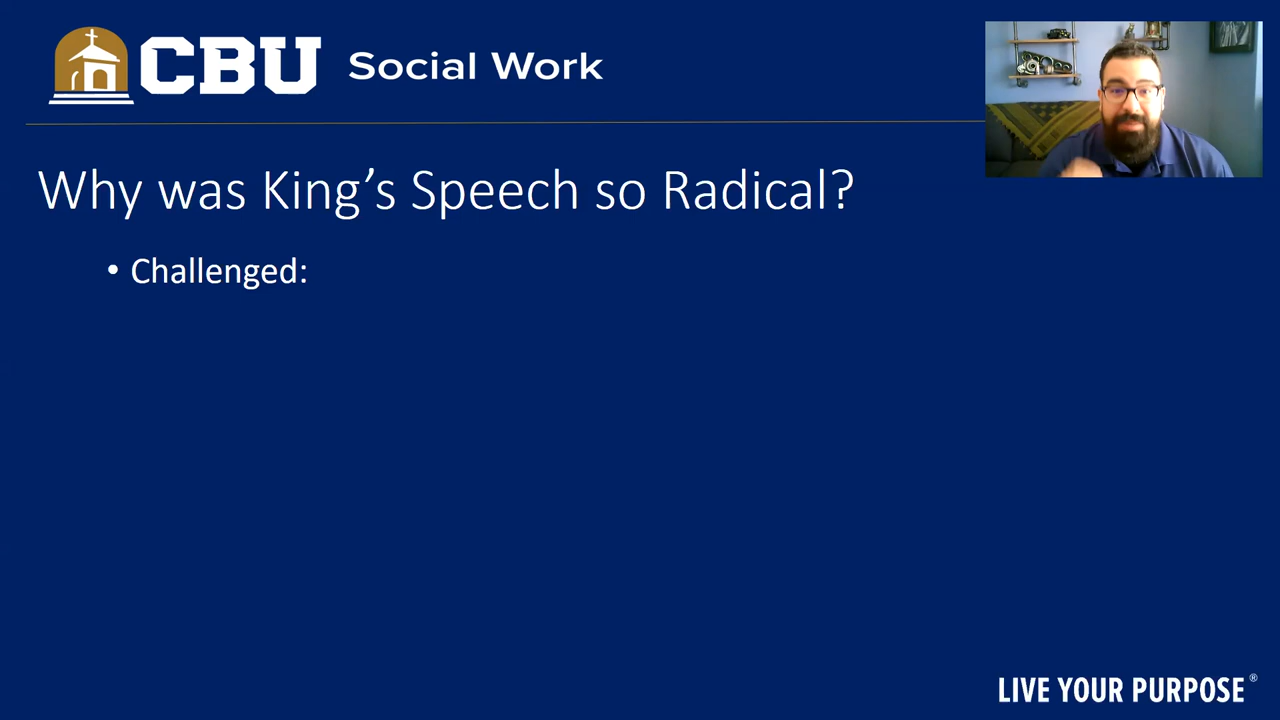 CBU Social Work
Why was King’s Speech so Radical?
• Challenged:
LIVE YOUR PURPOSE®